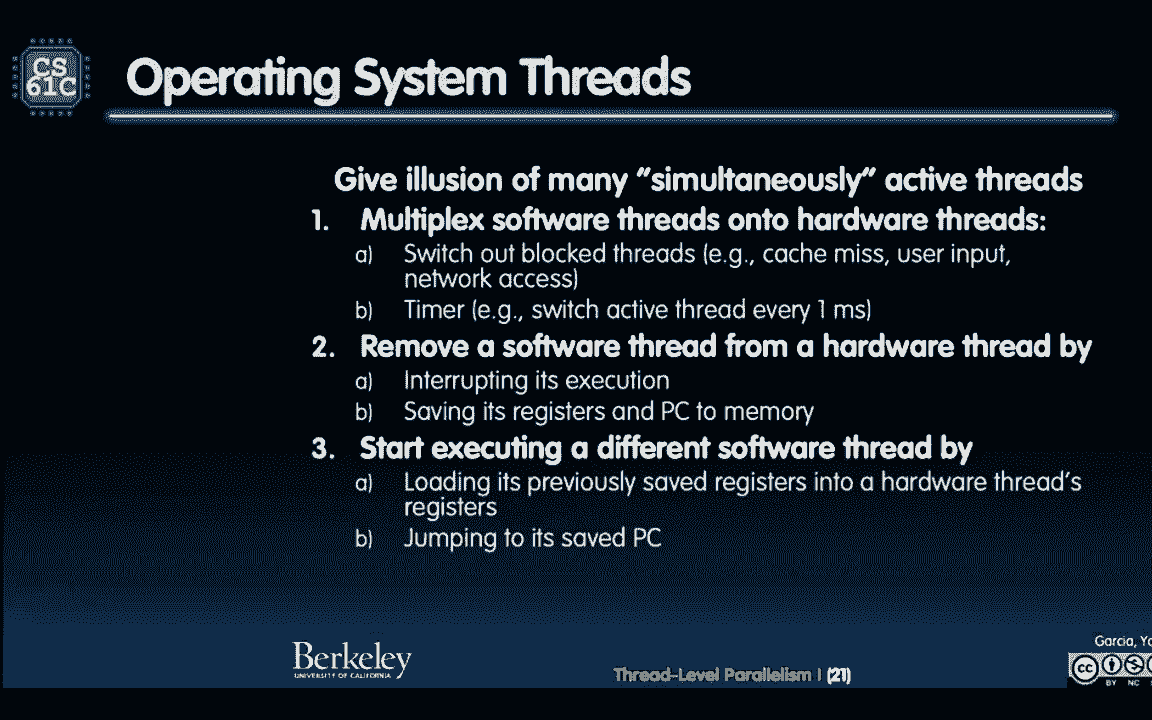 CS
61C
Operating System Threads
Give illusion of many "simultaneously" active threads
1. Multiplex software threads onto hardware threads:
a) Switch out blocked threads (e.g., cache miss, user input,
network access)
b) Timer (e.g., switch active thread every 1 ms)
2. Remove a software thread from a hardware thread by
a) Interrupting its execution
b) Saving its registers and PC to memory
3. Start executing a different software thread by
a) Loading its previously saved registers into a hardware thread's
registers
b) Jumping to its saved PC
Garcia,
Berkeley
UNIVERSITY OF CALIFORNIA
Thread-Level Parallelism I (21)
cc
BY NC